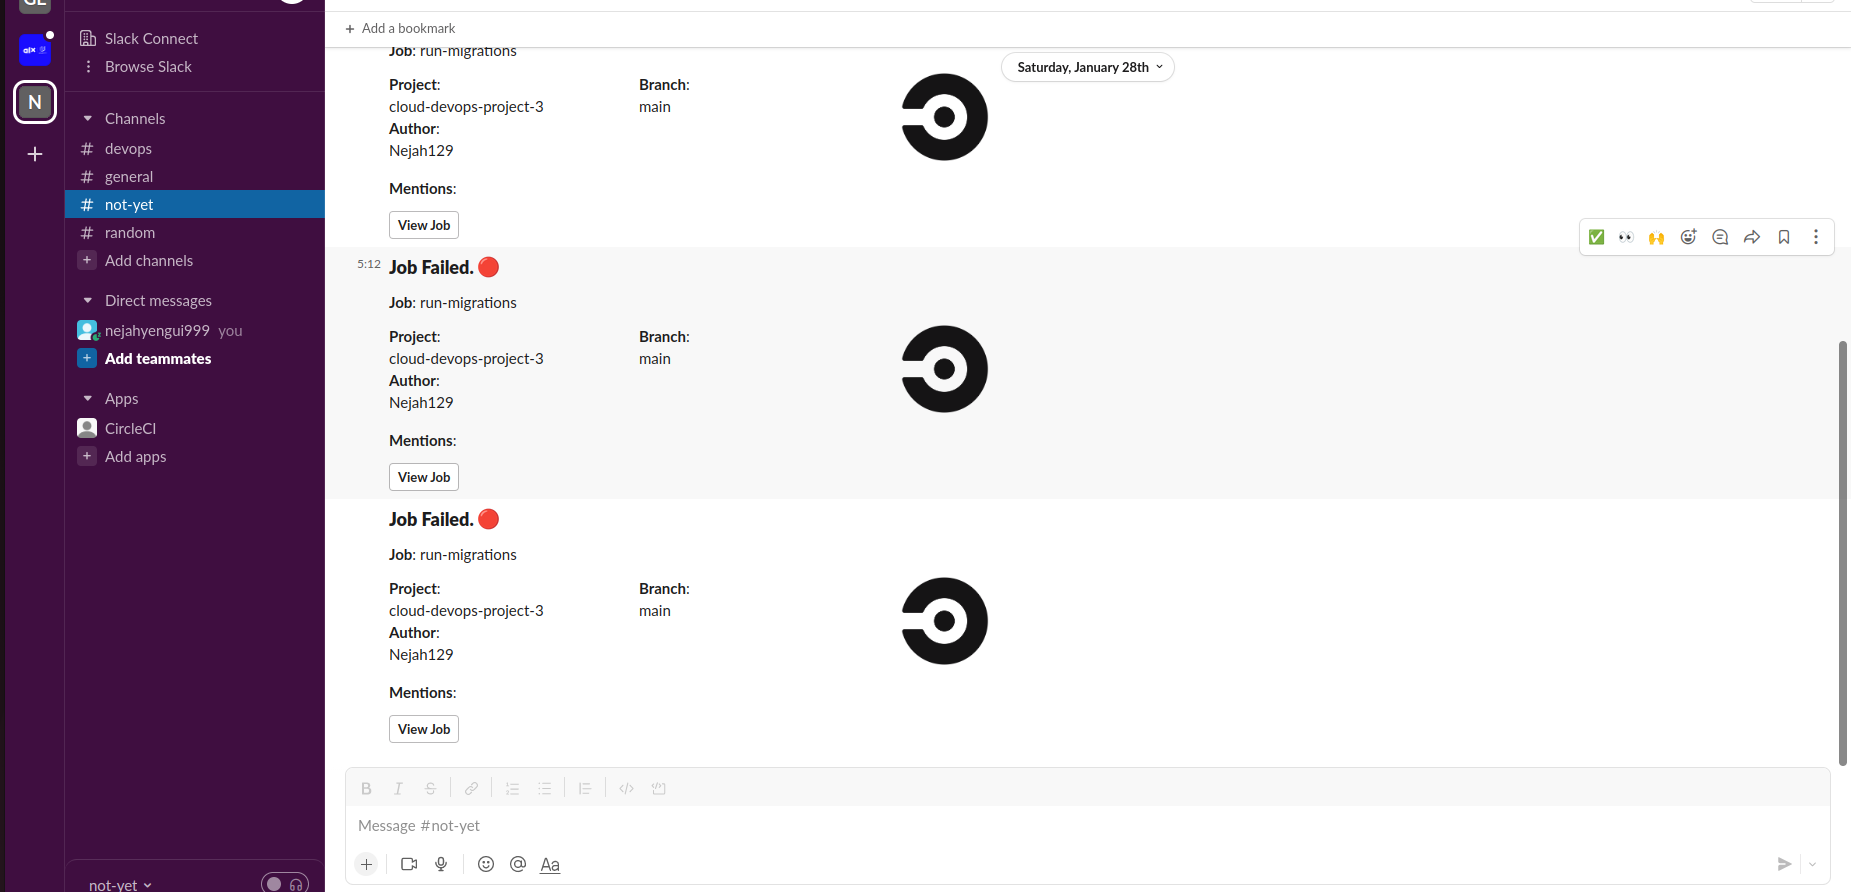 GE
Slack Connect
Browse Slack
N
Channels
# devops
# general
# not-yet
# random
+ Add channels
Direct messages
nejahyengui999 you
+ Add teammates
Apps
CircleCI
+ Add apps
not-yet
+ Add a bookmark
Saturday, January 28th
Job: run-migrations
Project:
Branch:
cloud-devops-project-3
main
Author:
Nejah129
Mentions:
View Job
5:12 Job Failed. 🔴
Job: run-migrations
Project:
Branch:
cloud-devops-project-3
main
Author:
Nejah129
Mentions:
View Job
Job Failed. 🔴
Job: run-migrations
Project:
Branch:
cloud-devops-project-3
main
Author:
Nejah129
Mentions:
View Job
B I S
Message #not-yet
+ @ Aa